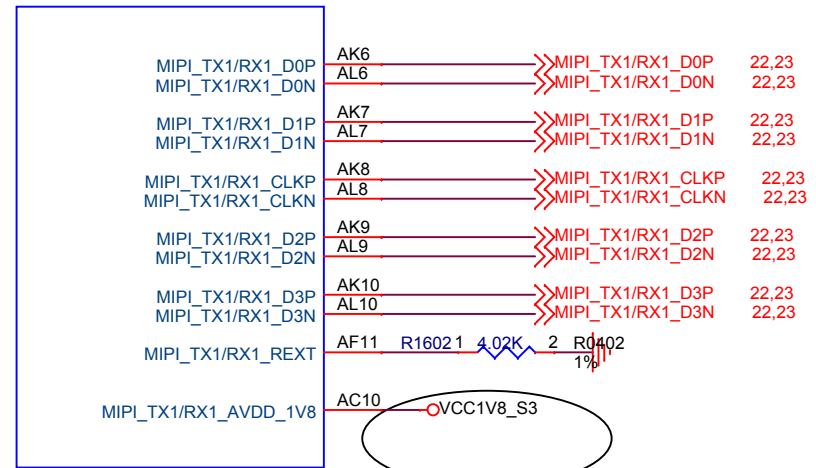 MIPI_TX1/RX1_D0P AK6 MIPI_TX1/RX1_D0P 22,23
MIPI_TX1/RX1_D0N AL6 MIPI_TX1/RX1_D0N 22,23
MIPI_TX1/RX1_D1P AK7 MIPI_TX1/RX1_D1P 22,23
MIPI_TX1/RX1_D1N AL7 MIPI_TX1/RX1_D1N 22,23
MIPI_TX1/RX1_CLKP AK8 MIPI_TX1/RX1_CLKP 22,23
MIPI_TX1/RX1_CLKN AL8 MIPI_TX1/RX1_CLKN 22,23
MIPI_TX1/RX1_D2P AK9 MIPI_TX1/RX1_D2P 22,23
MIPI_TX1/RX1_D2N AL9 MIPI_TX1/RX1_D2N 22,23
MIPI_TX1/RX1_D3P AK10 MIPI_TX1/RX1_D3P 22,23
MIPI_TX1/RX1_D3N AL10 MIPI_TX1/RX1_D3N 22,23
MIPI_TX1/RX1_REXT AF11 R1602 1 4.02K 2 R0402
1%
MIPI_TX1/RX1_AVDD_1V8 AC10 VCC1V8_S3